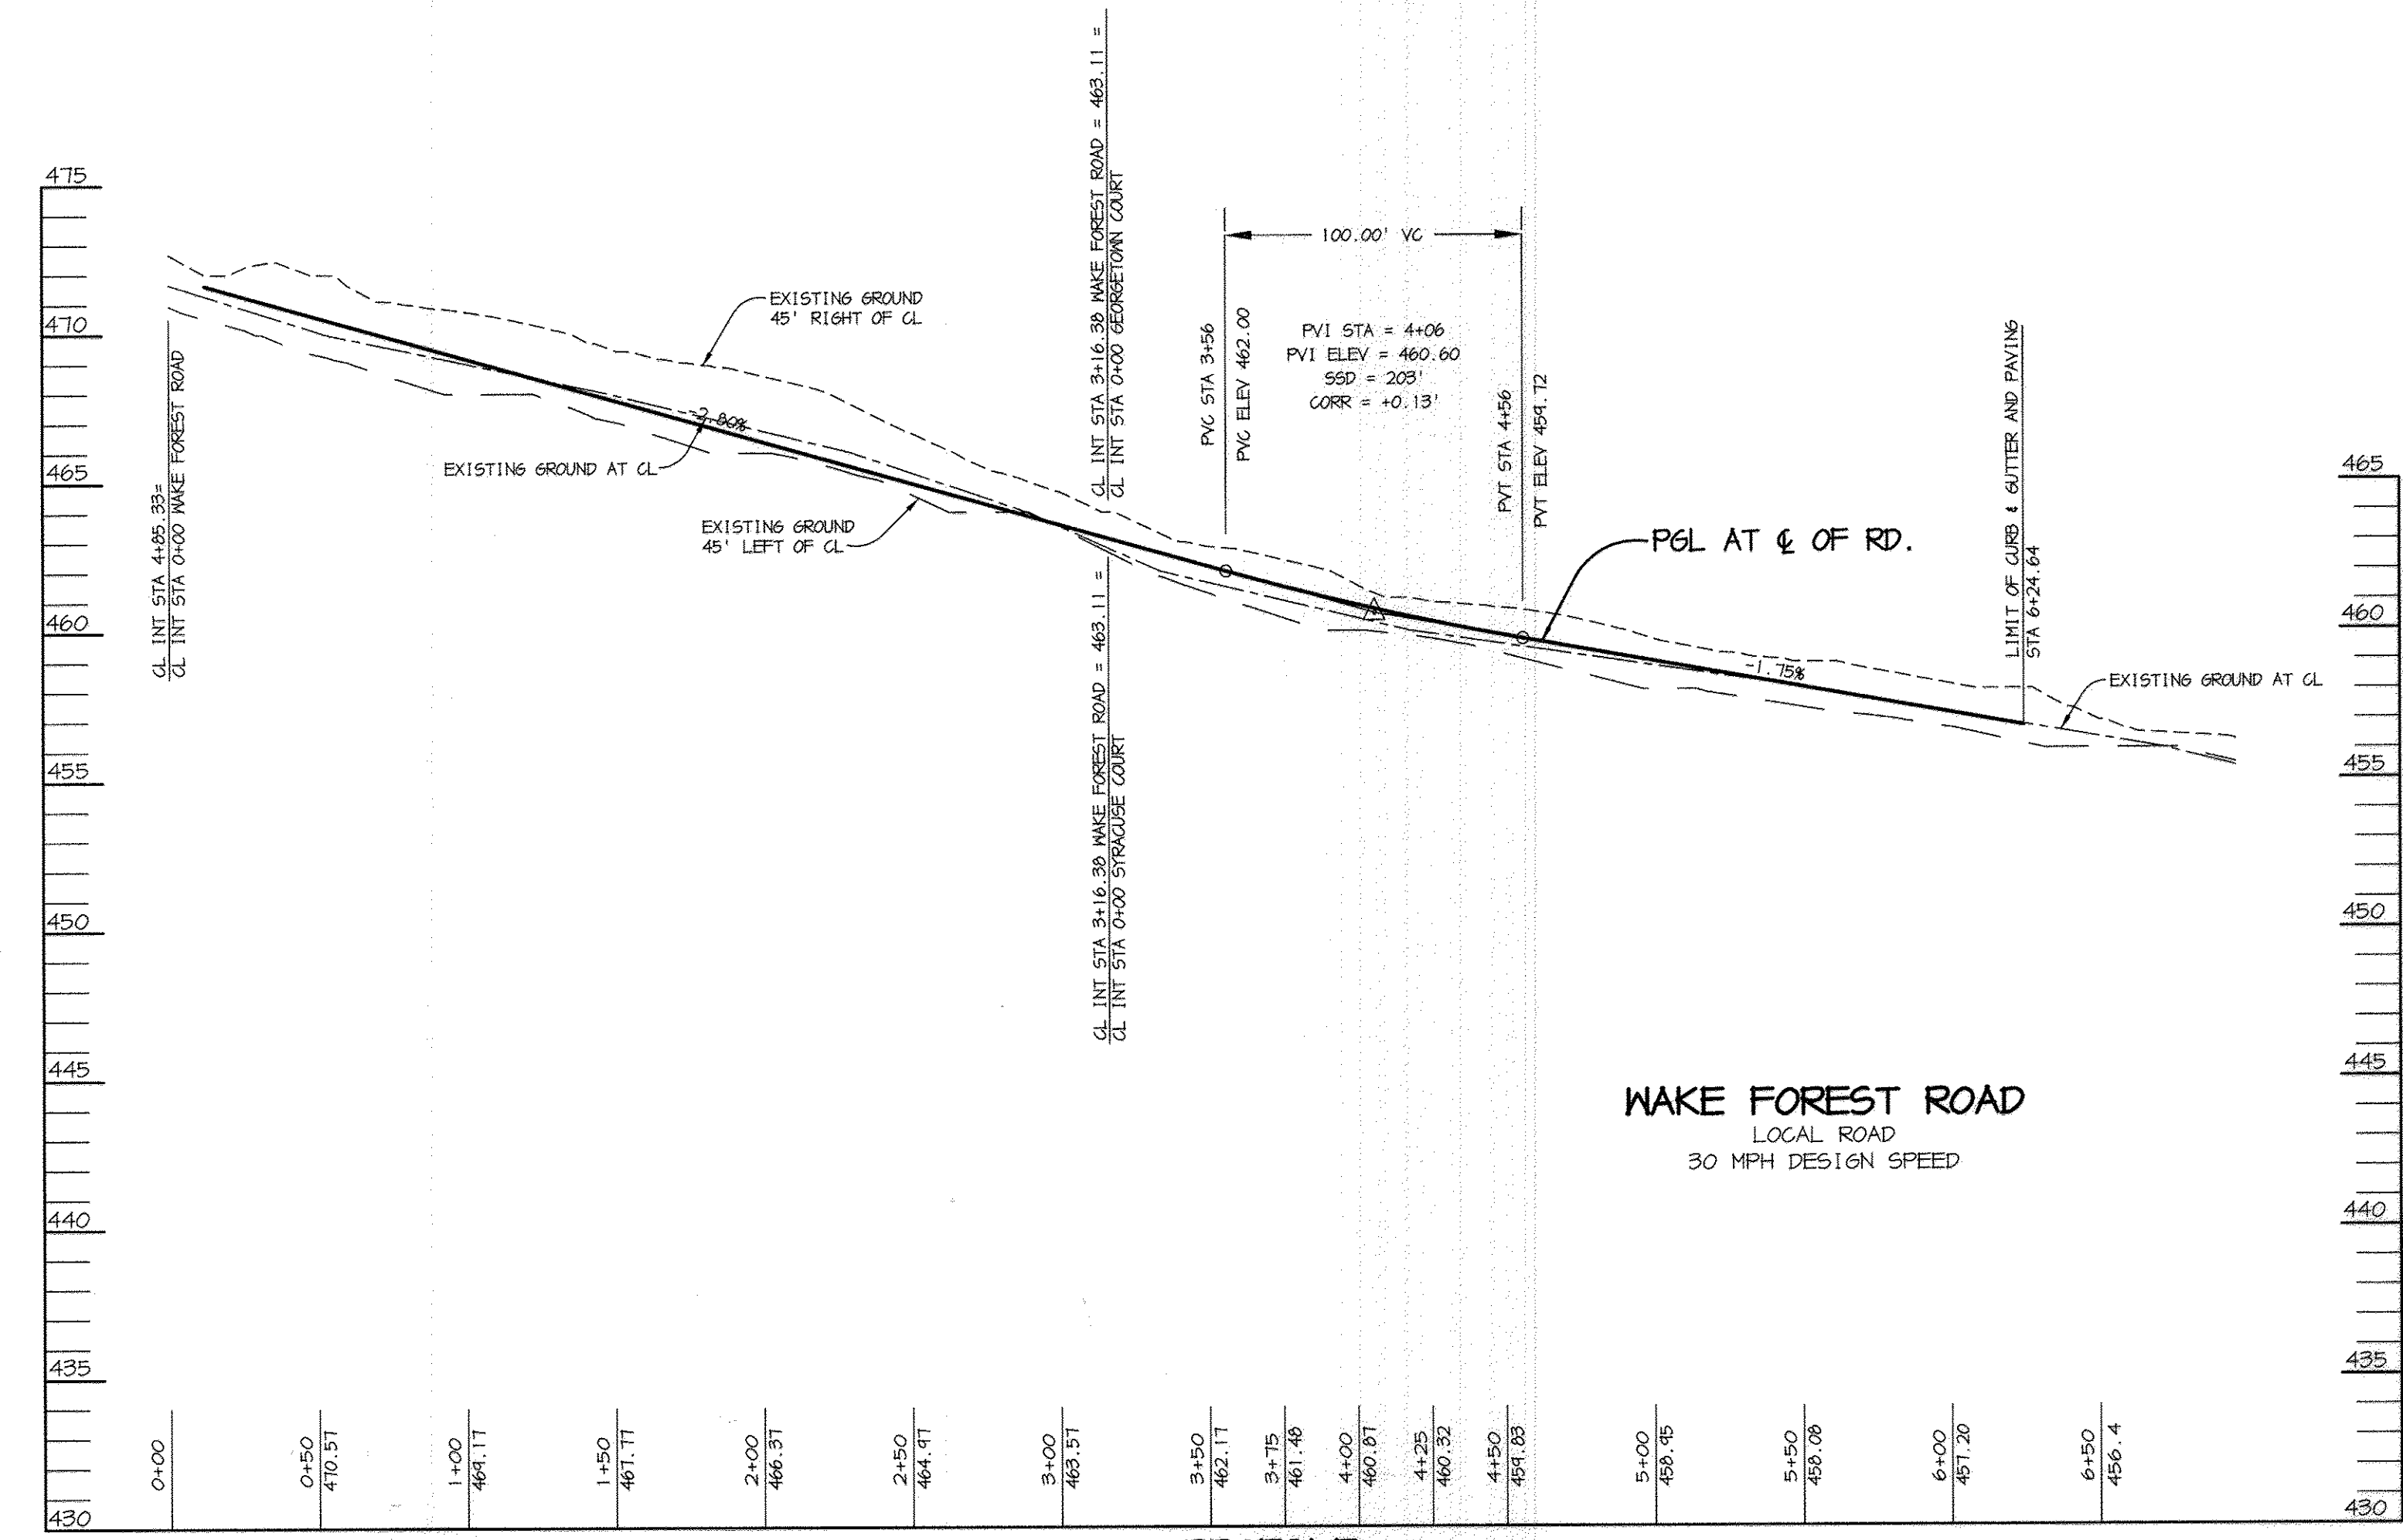 475
470
465
460
455
450
445
440
435
430
CL INT STA 4+85.33=
CL INT STA 0+00 WAKE FOREST ROAD
EXISTING GROUND
45' RIGHT OF CL
-2.80%
EXISTING GROUND AT CL
EXISTING GROUND
45' LEFT OF CL
CL INT STA 3+16.38 WAKE FOREST ROAD = 463.11 =
CL INT STA 0+00 GEORGETOWN COURT
CL INT STA 3+16.38 WAKE FOREST ROAD = 463.11 =
CL INT STA 0+00 SYRACUSE COURT
100.00' VC
PVC STA 3+56
PVC ELEV 462.00
PVI STA = 4+06
PVI ELEV = 460.60
SSD = 203'
CORR = +0.13'
PVT STA 4+56
PVT ELEV 459.72
PGL AT ℄ OF RD.
-1.75%
LIMIT OF CURB & GUTTER AND PAVING
STA 6+24.64
EXISTING GROUND AT CL
465
460
455
450
445
440
435
430
WAKE FOREST ROAD
LOCAL ROAD
30 MPH DESIGN SPEED
0+00
0+50
470.57
1+00
469.17
1+50
467.77
2+00
466.37
2+50
464.97
3+00
463.57
3+50
462.17
3+75
461.48
4+00
460.87
4+25
460.32
4+50
459.83
5+00
458.95
5+50
458.08
6+00
457.20
6+50
456.4